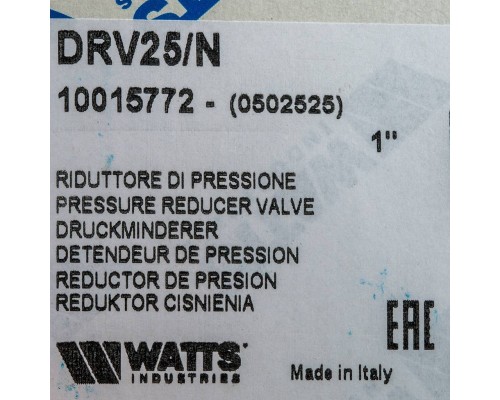 DRV25/N
10015772 - (0502525)
1"
RIDUTTORE DI PRESSIONE
PRESSURE REDUCER VALVE
DRUCKMINDERER
DETENDEUR DE PRESSION
REDUCTOR DE PRESION
REDUKTOR CISNIENIA
EAC
WATTS®
INDUSTRIES
Made in Italy